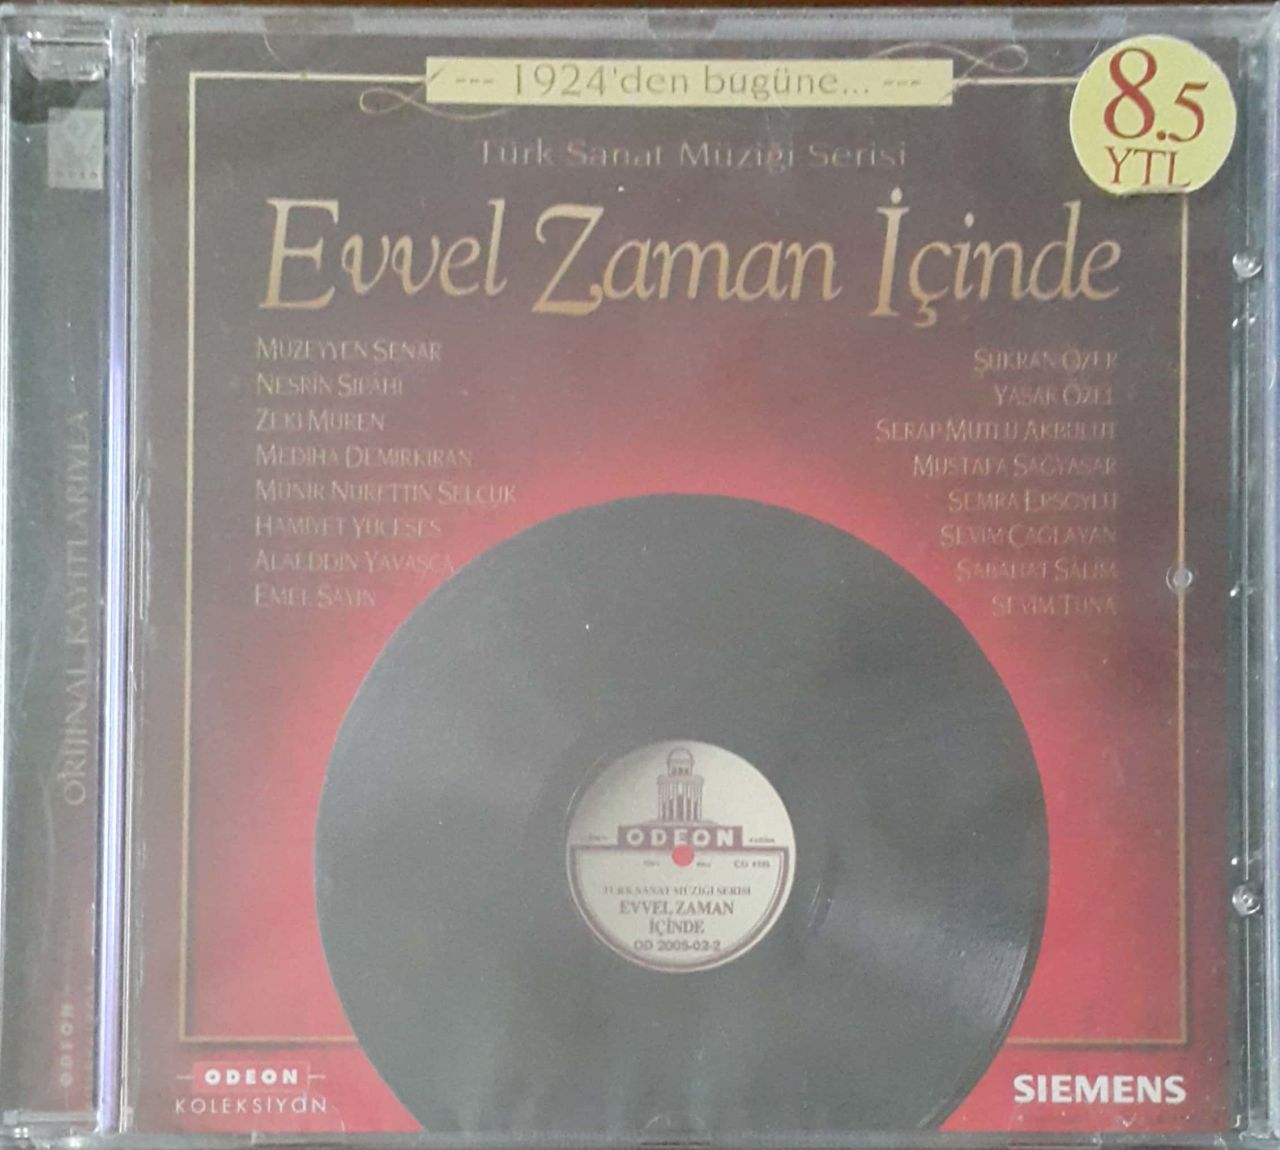 1924'den bugüne...
8.5
YTL
Türk Sanat Müziği Serisi
Evvel Zaman İçinde
MÜZEYYEN SENAR
NESRİN SİPAHİ
ZEKİ MÜREN
MEDİHA DEMİRKIRAN
MÜNİR NURETTİN SELÇUK
HAMİYET YÜCESES
ALAEDDİN YAVAŞÇA
EMEL SAYIN
ŞÜKRAN ÖZER
YAŞAR ÖZEL
SERAP MUTLU AKBULUT
MUSTAFA SAĞYAŞAR
SEMRA ERSOYLU
SEVİM ÇAĞLAYAN
SABAHAT SALİM
SEVİM TUNA
ORİJİNAL KAYITLARIYLA
ODEON
ODEON
TÜRK SANAT MÜZİĞİ SERİSİ
EVVEL ZAMAN
İÇİNDE
OD 2005-02-2
ODEON
KOLEKSİYON
SIEMENS